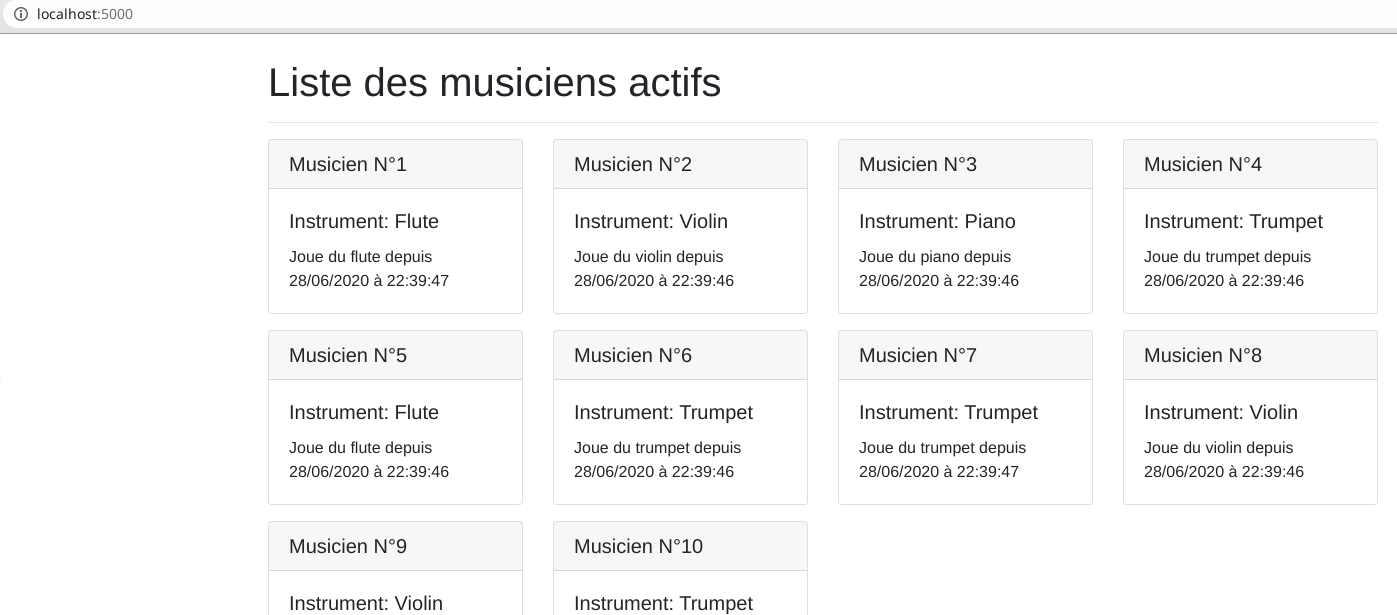 localhost:5000
Liste des musiciens actifs
Musicien N°1
Instrument: Flute
Joue du flute depuis
28/06/2020 à 22:39:47
Musicien N°2
Instrument: Violin
Joue du violin depuis
28/06/2020 à 22:39:46
Musicien N°3
Instrument: Piano
Joue du piano depuis
28/06/2020 à 22:39:46
Musicien N°4
Instrument: Trumpet
Joue du trumpet depuis
28/06/2020 à 22:39:46
Musicien N°5
Instrument: Flute
Joue du flute depuis
28/06/2020 à 22:39:46
Musicien N°6
Instrument: Trumpet
Joue du trumpet depuis
28/06/2020 à 22:39:46
Musicien N°7
Instrument: Trumpet
Joue du trumpet depuis
28/06/2020 à 22:39:47
Musicien N°8
Instrument: Violin
Joue du violin depuis
28/06/2020 à 22:39:46
Musicien N°9
Instrument: Violin
Musicien N°10
Instrument: Trumpet